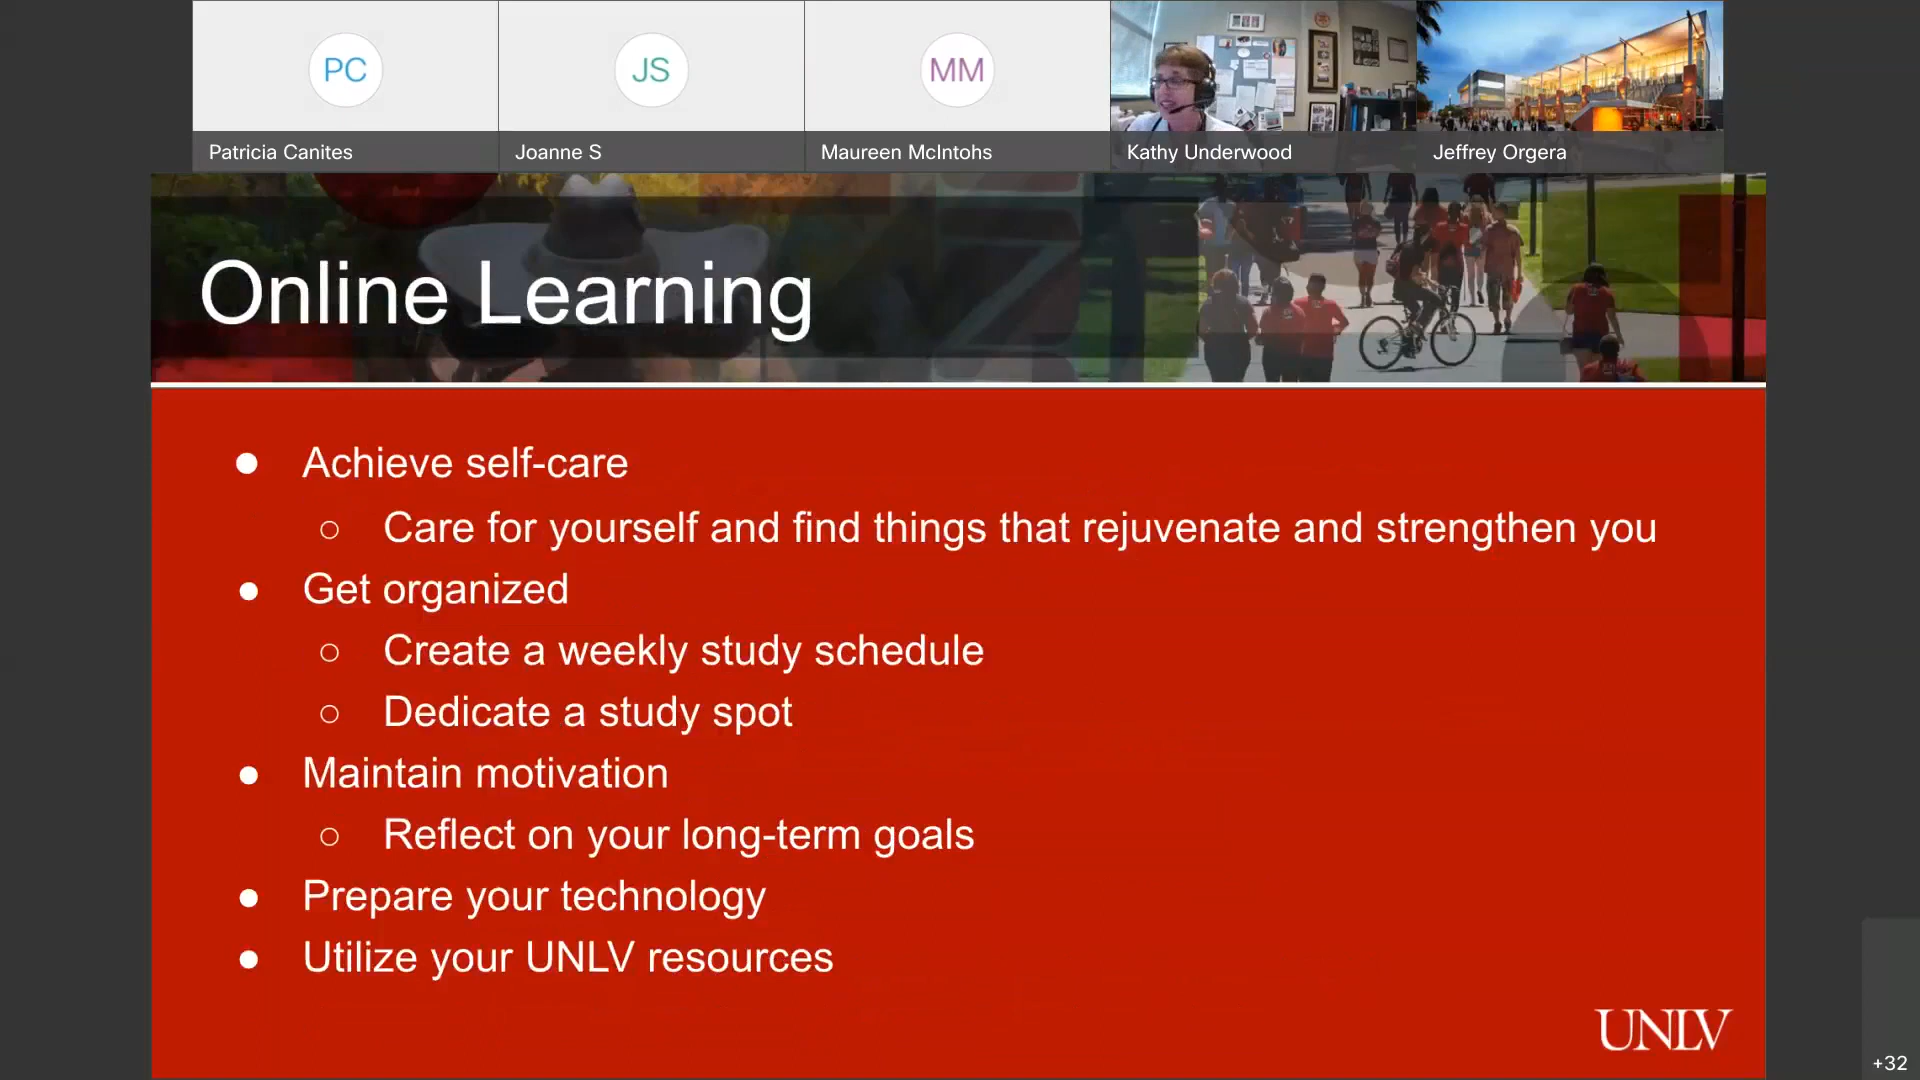 PC
JS
MM
Patricia Canites
Joanne S
Maureen McIntohs
Kathy Underwood
Jeffrey Orgera
Online Learning
● Achieve self-care
○ Care for yourself and find things that rejuvenate and strengthen you
● Get organized
○ Create a weekly study schedule
○ Dedicate a study spot
● Maintain motivation
○ Reflect on your long-term goals
● Prepare your technology
● Utilize your UNLV resources
UNLV
+32